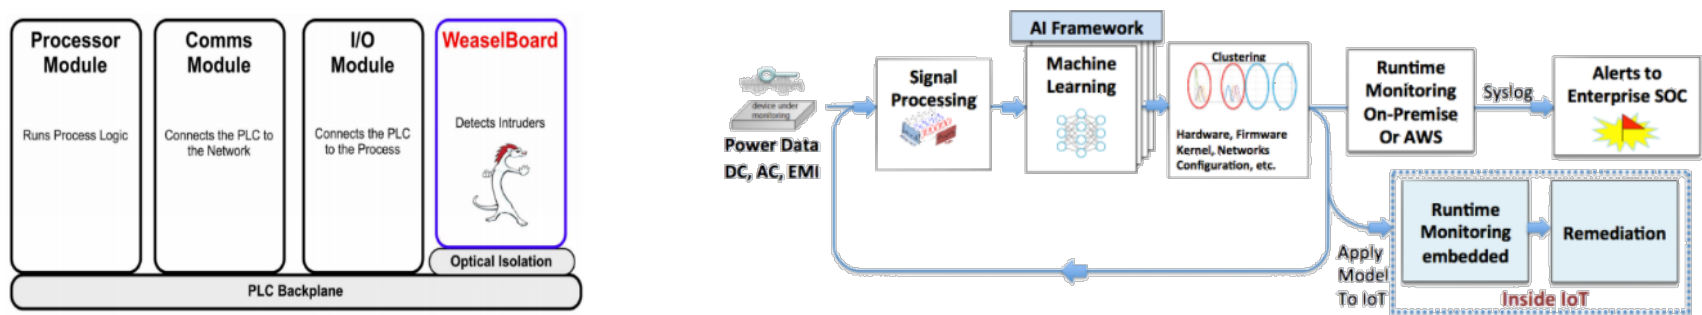 Processor
Module
Runs Process Logic
Comms
Module
Connects the PLC to
the Network
I/O
Module
Connects the PLC
to the Process
WeaselBoard
Detects Intruders
Optical Isolation
PLC Backplane
device under
monitoring
Power Data
DC, AC, EMI
Signal
Processing
AI Framework
Machine
Learning
Clustering
Hardware, Firmware
Kernel, Networks
Configuration, etc.
Runtime
Monitoring
On-Premise
Or AWS
Syslog
Alerts to
Enterprise SOC
Apply
Model
To IoT
Runtime
Monitoring
embedded
Remediation
Inside IoT